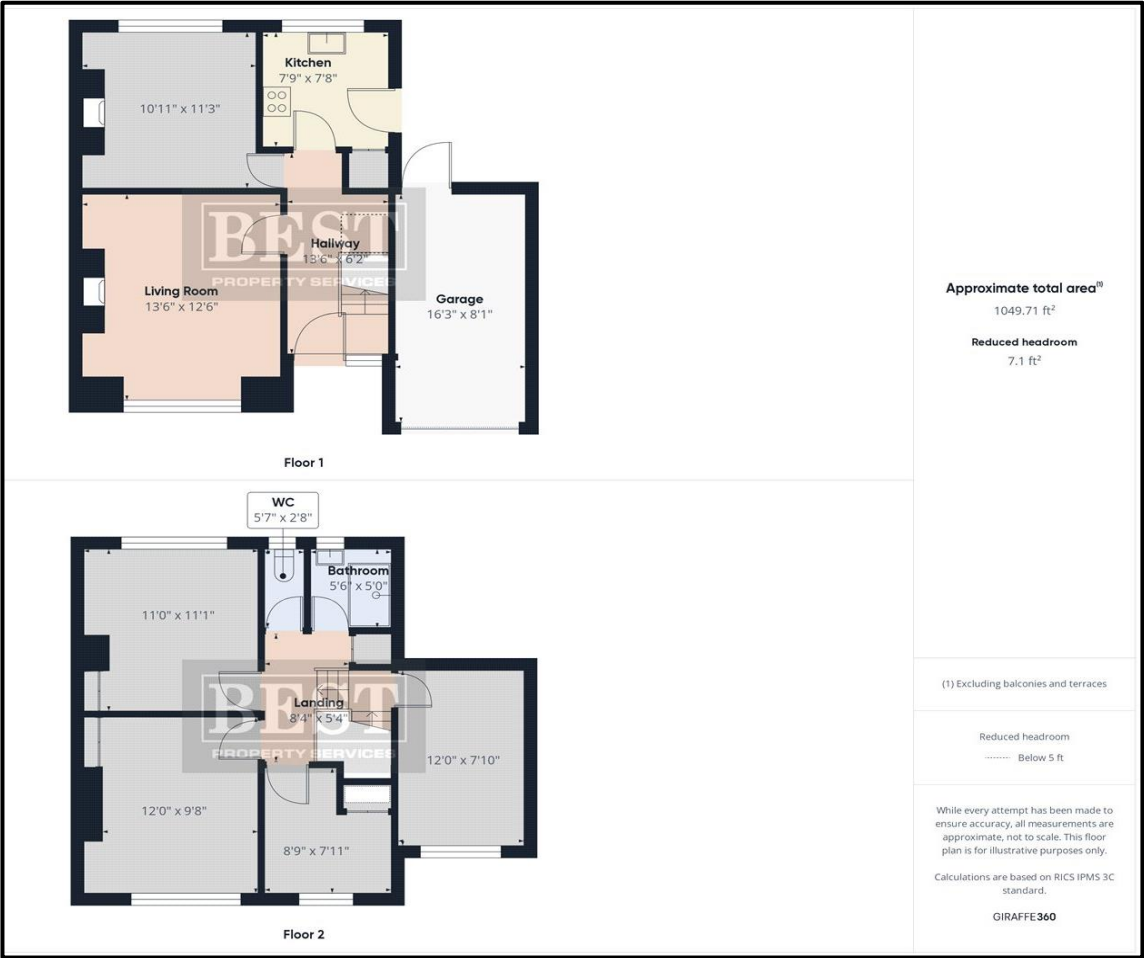 Kitchen
7'9" x 7'8"
10'11" x 11'3"
BEST
PROPERTY SERVICES
Hallway
13'6" x 6'2"
Living Room
13'6" x 12'6"
Garage
16'3" x 8'1"
Floor 1
WC
5'7" x 2'8"
Bathroom
5'6" x 5'0"
11'0" x 11'1"
BEST
PROPERTY SERVICES
Landing
8'4" x 5'4"
12'0" x 7'10"
12'0" x 9'8"
8'9" x 7'11"
Floor 2
Approximate total area(1)
1049.71 ft²
Reduced headroom
7.1 ft²
(1) Excluding balconies and terraces
Reduced headroom
Below 5 ft
While every attempt has been made to
ensure accuracy, all measurements are
approximate, not to scale. This floor
plan is for illustrative purposes only.
Calculations are based on RICS IPMS 3C
standard.
GIRAFFE360